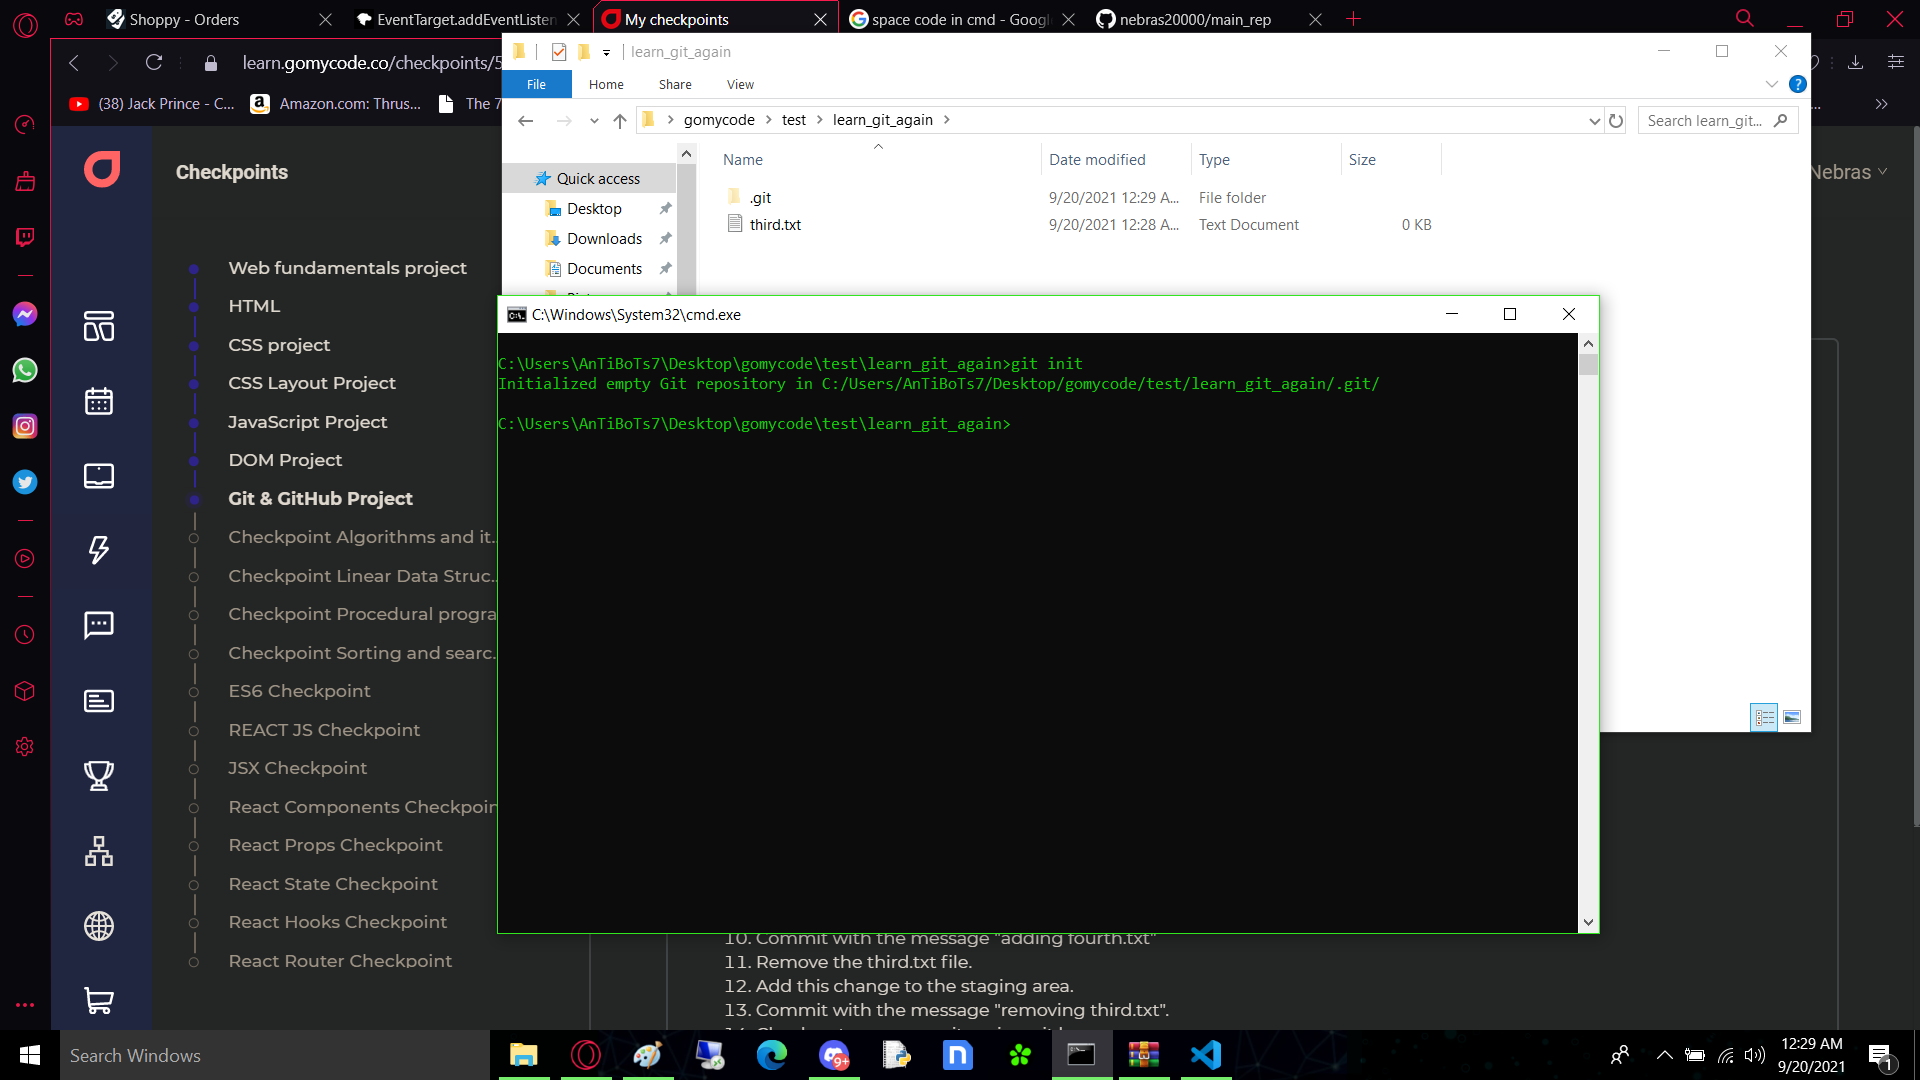 Shoppy - Orders
EventTarget.addEventListen
My checkpoints
space code in cmd - Googl
nebras20000/main_rep
learn.gomycode.co/checkpoints/5
(38) Jack Prince - C...
Amazon.com: Thrus...
The 7
learn_git_again
File
Home
Share
View
gomycode
test
learn_git_again
Search learn_git...
Name
Date modified
Type
Size
Quick access
Desktop
Downloads
Documents
.git
9/20/2021 12:29 A...
File folder
third.txt
9/20/2021 12:28 A...
Text Document
0 KB
Nebras
Checkpoints
Web fundamentals project
HTML
CSS project
CSS Layout Project
JavaScript Project
DOM Project
Git & GitHub Project
Checkpoint Algorithms and it...
Checkpoint Linear Data Struc...
Checkpoint Procedural progra
Checkpoint Sorting and searc...
ES6 Checkpoint
REACT JS Checkpoint
JSX Checkpoint
React Components Checkpoin
React Props Checkpoint
React State Checkpoint
React Hooks Checkpoint
React Router Checkpoint
C:\Windows\System32\cmd.exe
C:\Users\AnTiBoTs7\Desktop\gomycode\test\learn_git_again>git init
Initialized empty Git repository in C:/Users/AnTiBoTs7/Desktop/gomycode/test/learn_git_again/.git/
C:\Users\AnTiBoTs7\Desktop\gomycode\test\learn_git_again>
10. Commit with the message "adding fourth.txt"
11. Remove the third.txt file.
12. Add this change to the staging area.
13. Commit with the message "removing third.txt".
Search Windows
9+
12:29 AM
9/20/2021
1